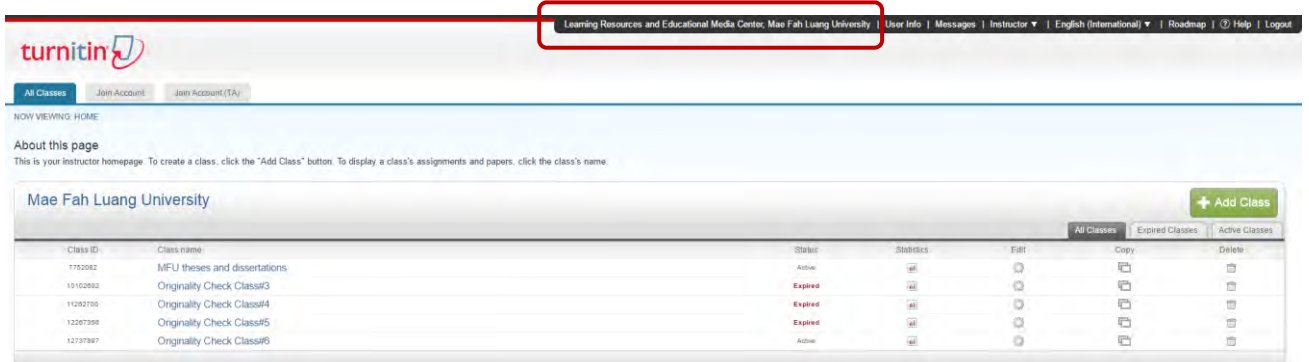 Learning Resources and Educational Media Center, Mae Fah Luang University | User Info | Messages | Instructor ▼ | English (International) ▼ | Roadmap | ? Help | Logout
turnitin
All Classes Join Account Join Account (TA)
NOW VIEWING: HOME
About this page
This is your instructor homepage. To create a class, click the "Add Class" button. To display a class's assignments and papers, click the class's name.
Mae Fah Luang University
+ Add Class
All Classes Expired Classes Active Classes
Class ID Class name Status Statistics Edit Copy Delete
7752082 MFU theses and dissertations Active
Originality Check Class#3 Expired
Originality Check Class#4 Expired
Originality Check Class#5 Expired
Originality Check Class#6 Active